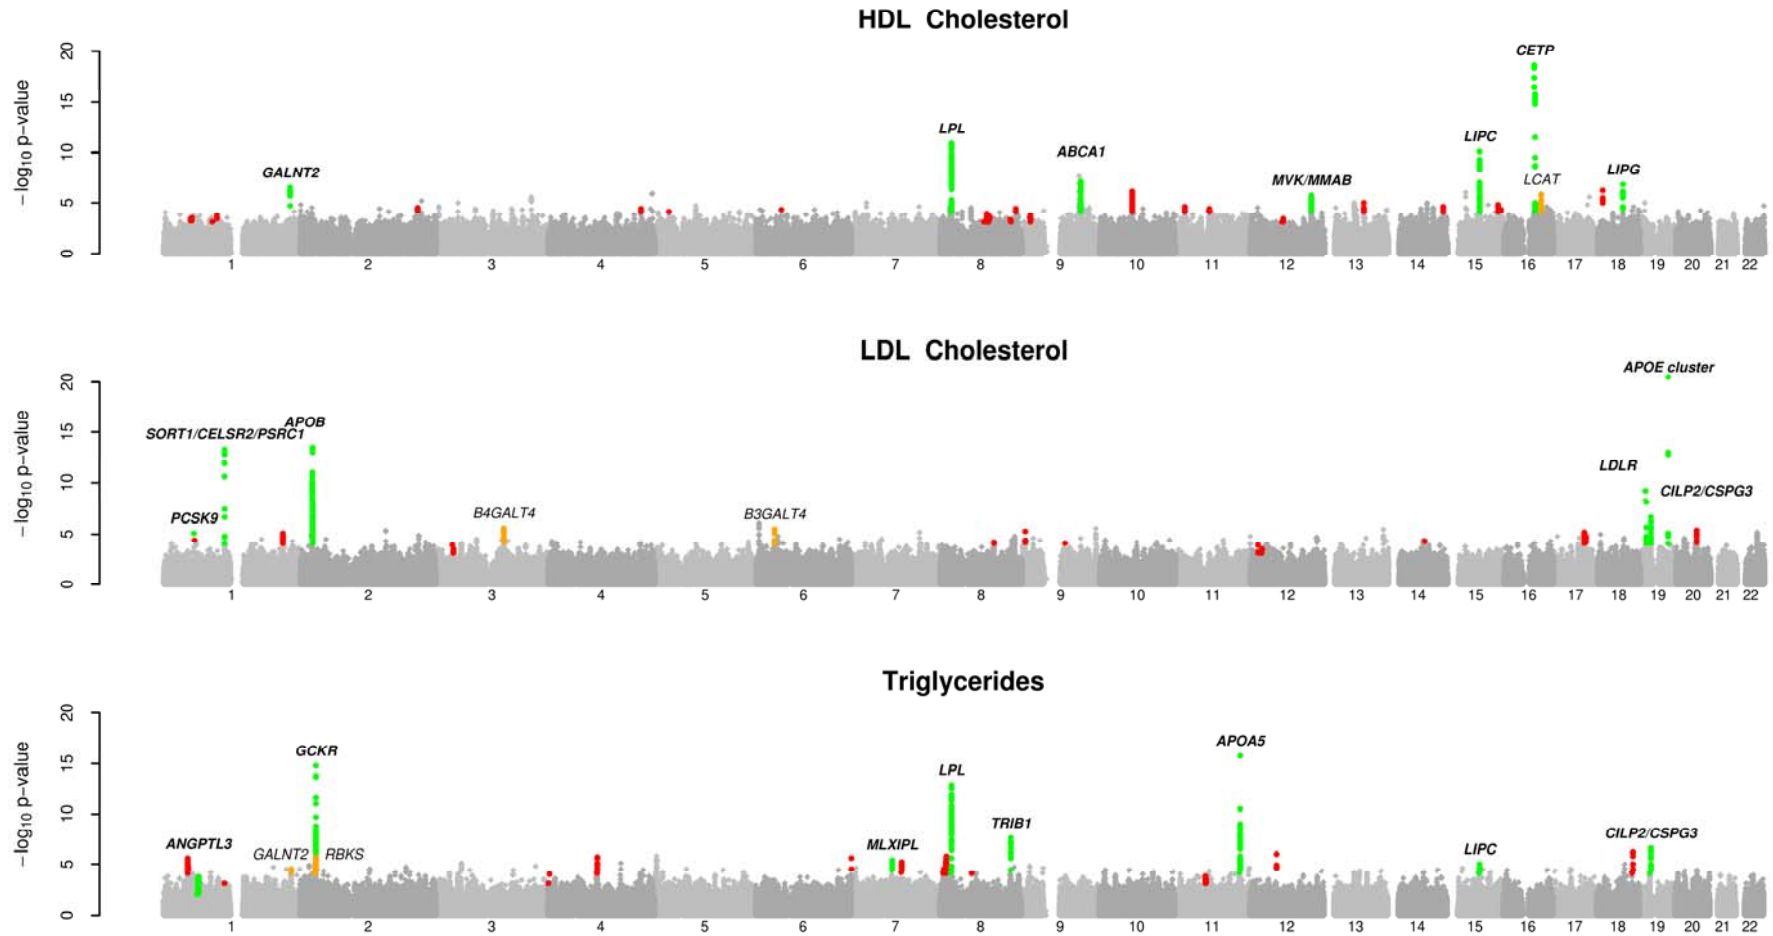 HDL Cholesterol
−log10 p−value
20
15
10
5
0
GALNT2
LPL
ABCA1
MVK/MMAB
LIPC
CETP
LCAT
LIPG
1 2 3 4 5 6 7 8 9 10 11 12 13 14 15 16 17 18 19 20 21 22
LDL Cholesterol
−log10 p−value
20
15
10
5
0
SORT1/CELSR2/PSRC1
APOB
PCSK9
B4GALT4
B3GALT4
APOE cluster
LDLR
CILP2/CSPG3
1 2 3 4 5 6 7 8 9 10 11 12 13 14 15 16 17 18 19 20 21 22
Triglycerides
−log10 p−value
20
15
10
5
0
ANGPTL3
GALNT2
GCKR
RBKS
MLXIPL
LPL
TRIB1
APOA5
LIPC
CILP2/CSPG3
1 2 3 4 5 6 7 8 9 10 11 12 13 14 15 16 17 18 19 20 21 22